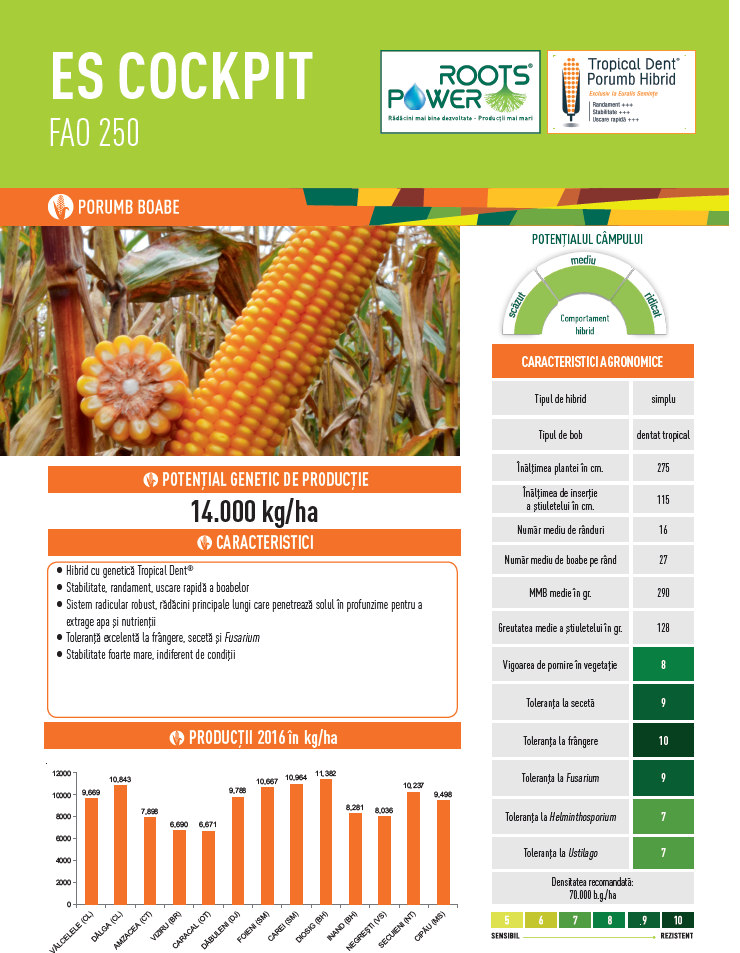 ES COCKPIT
FAO 250
ROOTS®
POWER
Rădăcini mai bine dezvoltate - Producții mai mari
Tropical Dent®
Porumb Hibrid
Exclusiv la Euralis Semințe
Randament +++
Stabilitate +++
Uscare rapidă +++
PORUMB BOABE
POTENȚIALUL CÂMPULUI
scăzut
mediu
ridicat
Comportament
hibrid
CARACTERISTICI AGRONOMICE
Tipul de hibrid simplu
Tipul de bob dentat tropical
Înălțimea plantei în cm. 275
Înălțimea de inserție
a știuletelui în cm. 115
Număr mediu de rânduri 16
Număr mediu de boabe pe rând 27
MMB medie în gr. 290
Greutatea medie a știuletelui în gr. 128
Vigoarea de pornire în vegetație 8
Toleranța la secetă 9
Toleranța la frângere 10
Toleranța la Fusarium 9
Toleranța la Helminthosporium 7
Toleranța la Ustilago 7
Densitatea recomandată:
70.000 b.g./ha
5 6 7 8 .9 10
SENSIBIL REZISTENT
POTENȚIAL GENETIC DE PRODUCȚIE
14.000 kg/ha
CARACTERISTICI
• Hibrid cu genetică Tropical Dent®
• Stabilitate, randament, uscare rapidă a boabelor
• Sistem radicular robust, rădăcini principale lungi care penetrează solul în profunzime pentru a
extrage apa și nutrienții
• Toleranță excelentă la frângere, secetă și Fusarium
• Stabilitate foarte mare, indiferent de condiții
PRODUCȚII 2016 în kg/ha
12000
10000
8000
6000
4000
2000
0
9,669
10,843
7,898
6,690
6,671
9,788
10,667
10,964
11,382
8,281
8,036
10,237
9,498
VÂLCELELE (CL)
DÂLGA (CL)
AMZACEA (CT)
VIZIRU (BR)
CARACAL (OT)
DĂBULENI (DJ)
FOIENI (SM)
CAREI (SM)
DIOSIG (BH)
INAND (BH)
NEGREȘTI (VS)
SECUIENI (NT)
CIPĂU (MS)